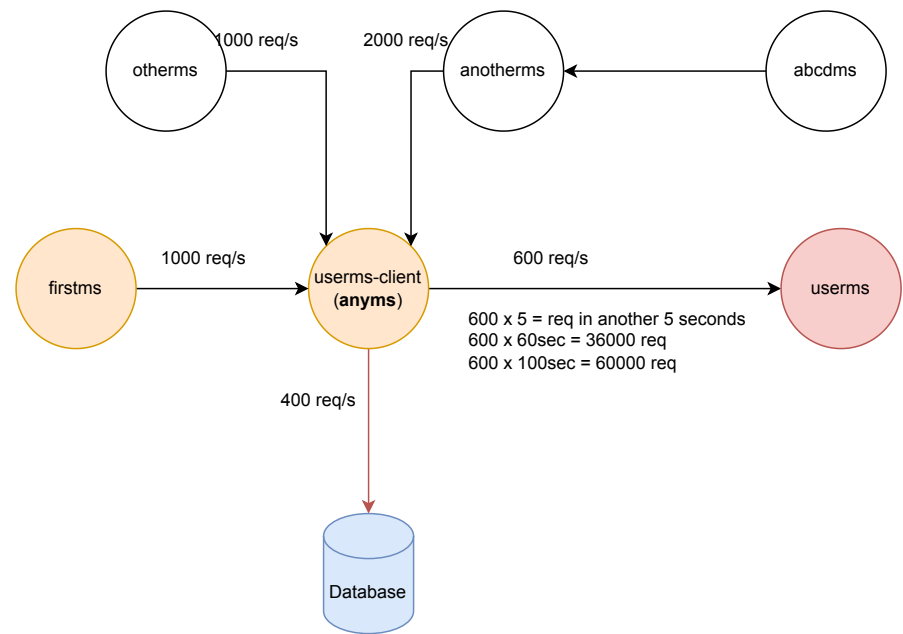 1000 req/s
2000 req/s
otherms
anotherms
abcdms
1000 req/s
600 req/s
firstms
userms-client
(anyms)
userms
600 x 5 = req in another 5 seconds
600 x 60sec = 36000 req
600 x 100sec = 60000 req
400 req/s
Database